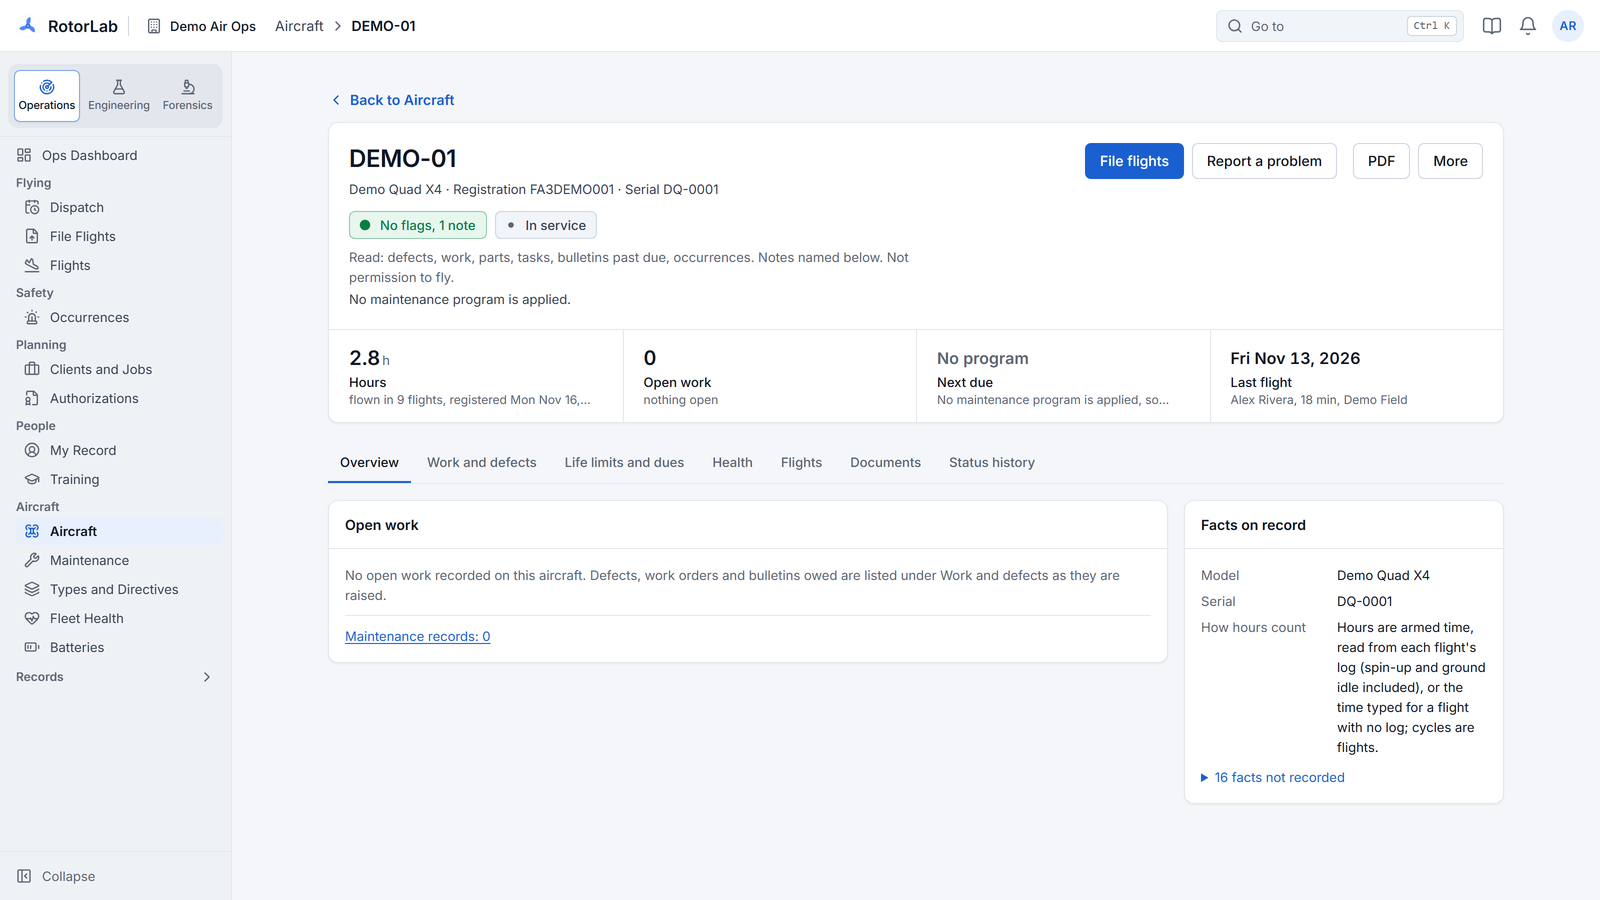 RotorLab
Demo Air Ops
Aircraft
DEMO-01
Go to
Ctrl K
AR
Operations
Engineering
Forensics
Ops Dashboard
Flying
Dispatch
File Flights
Flights
Safety
Occurrences
Planning
Clients and Jobs
Authorizations
People
My Record
Training
Aircraft
Aircraft
Maintenance
Types and Directives
Fleet Health
Batteries
Records
Collapse
Back to Aircraft
DEMO-01
File flights
Report a problem
PDF
More
Demo Quad X4 · Registration FA3DEMO001 · Serial DQ-0001
No flags, 1 note
In service
Read: defects, work, parts, tasks, bulletins past due, occurrences. Notes named below. Not
permission to fly.
No maintenance program is applied.
2.8 h
Hours
flown in 9 flights, registered Mon Nov 16,...
0
Open work
nothing open
No program
Next due
No maintenance program is applied, so...
Fri Nov 13, 2026
Last flight
Alex Rivera, 18 min, Demo Field
Overview
Work and defects
Life limits and dues
Health
Flights
Documents
Status history
Open work
No open work recorded on this aircraft. Defects, work orders and bulletins owed are listed under Work and defects as they are
raised.
Maintenance records: 0
Facts on record
Model
Demo Quad X4
Serial
DQ-0001
How hours count
Hours are armed time,
read from each flight's
log (spin-up and ground
idle included), or the
time typed for a flight
with no log; cycles are
flights.
16 facts not recorded